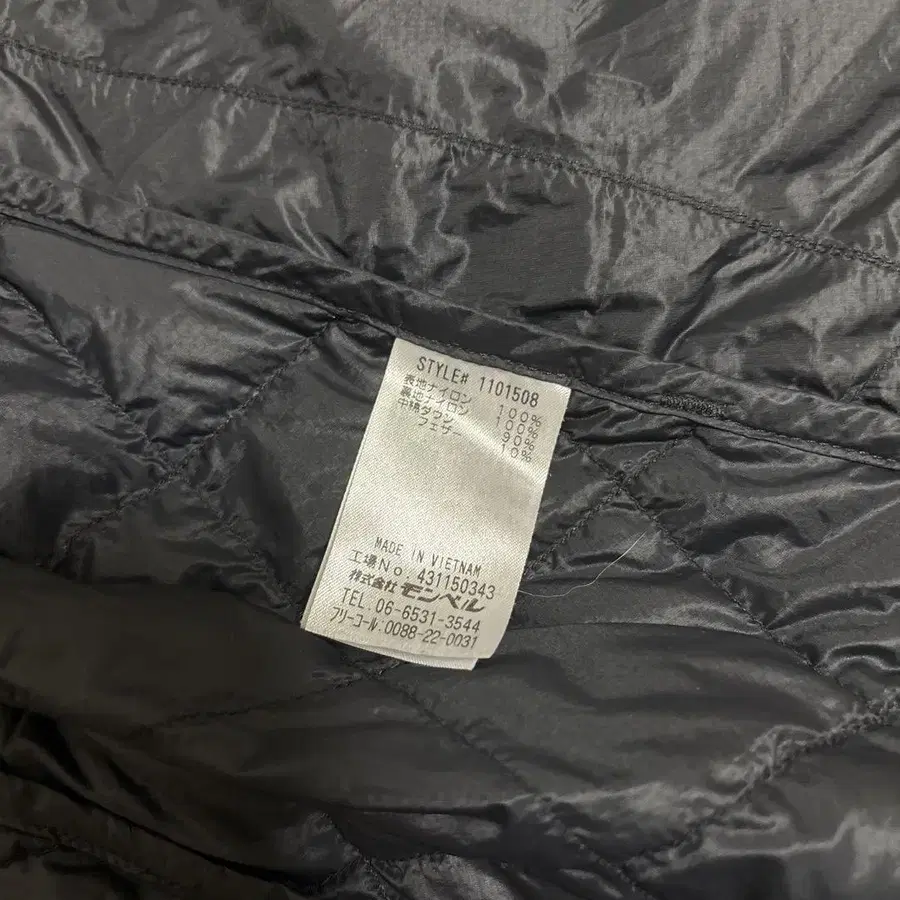 STYLE# 1101508
表地ナイロン 100%
裏地ナイロン 100%
中綿ダウン 90%
フェザー 10%
MADE IN VIETNAM
工場No. 431150343
株式会社モンベル
TEL. 06-6531-3544
フリーコール:0088-22-0031